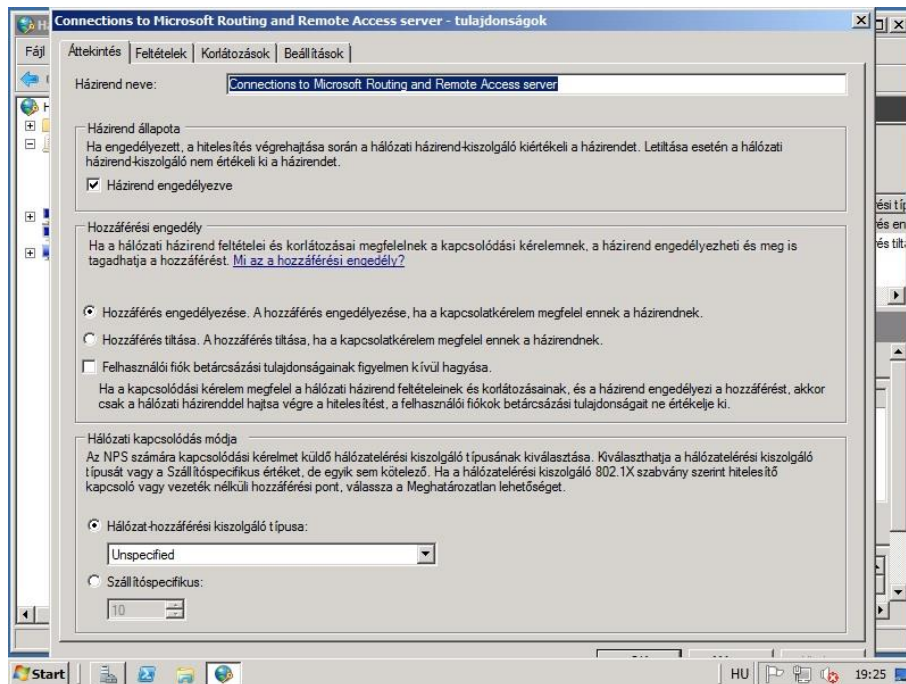 Connections to Microsoft Routing and Remote Access server - tulajdonságok
Fájl
Áttekintés
Feltételek
Korlátozások
Beállítások
Házirend neve:
Connections to Microsoft Routing and Remote Access server
Házirend állapota
Ha engedélyezett, a hitelesítés végrehajtása során a hálózati házirend-kiszolgáló kiértékeli a házirendet. Letiltása esetén a hálózati
házirend-kiszolgáló nem értékeli ki a házirendet.
Házirend engedélyezve
Hozzáférési engedély
Ha a hálózati házirend feltételei és korlátozásai megfelelnek a kapcsolódási kérelemnek, a házirend engedélyezheti és meg is
tagadhatja a hozzáférést. Mi az a hozzáférési engedély?
Hozzáférés engedélyezése. A hozzáférés engedélyezése, ha a kapcsolatkérelem megfelel ennek a házirendnek.
Hozzáférés tiltása. A hozzáférés tiltása, ha a kapcsolatkérelem megfelel ennek a házirendnek.
Felhasználói fiók betárcsázási tulajdonságainak figyelmen kívül hagyása.
Ha a kapcsolódási kérelem megfelel a hálózati házirend feltételeinek és korlátozásainak, és a házirend engedélyezi a hozzáférést, akkor
csak a hálózati házirenddel hajtsa végre a hitelesítést, a felhasználói fiókok betárcsázási tulajdonságait ne értékelje ki.
Hálózati kapcsolódás módja
Az NPS számára kapcsolódási kérelmet küldő hálózatelérési kiszolgáló típusának kiválasztása. Kiválaszthatja a hálózatelérési kiszolgáló
típusát vagy a Szállítóspecifikus értéket, de egyik sem kötelező. Ha a hálózatelérési kiszolgáló 802.1X szabvány szerint hitelesítő
kapcsoló vagy vezeték nélküli hozzáférési pont, válassza a Meghatározatlan lehetőséget.
Hálózat-hozzáférési kiszolgáló típusa:
Unspecified
Szállítóspecifikus:
10
Start
HU
19:25